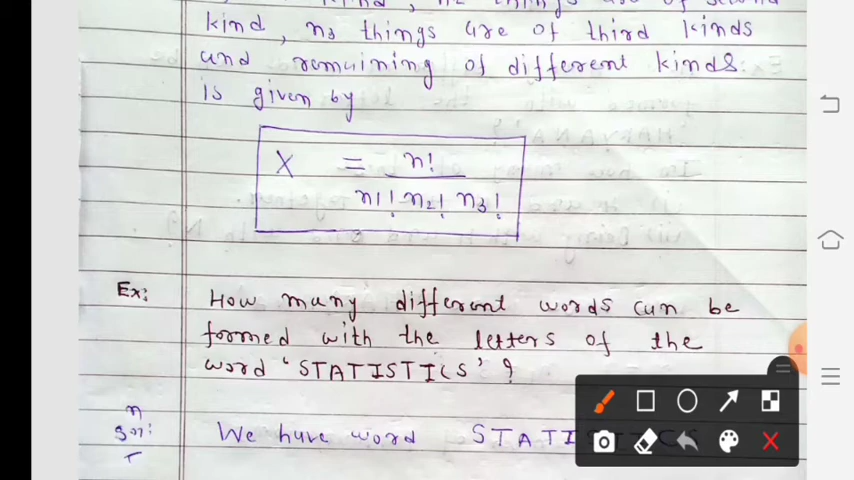 kind, n3 things are of third kinds
and remaining of different kinds
is given by
X = n!
n1! n2! n3!
Ex: How many different words can be
formed with the letters of the
word 'STATISTICS' ?
We have word STATI